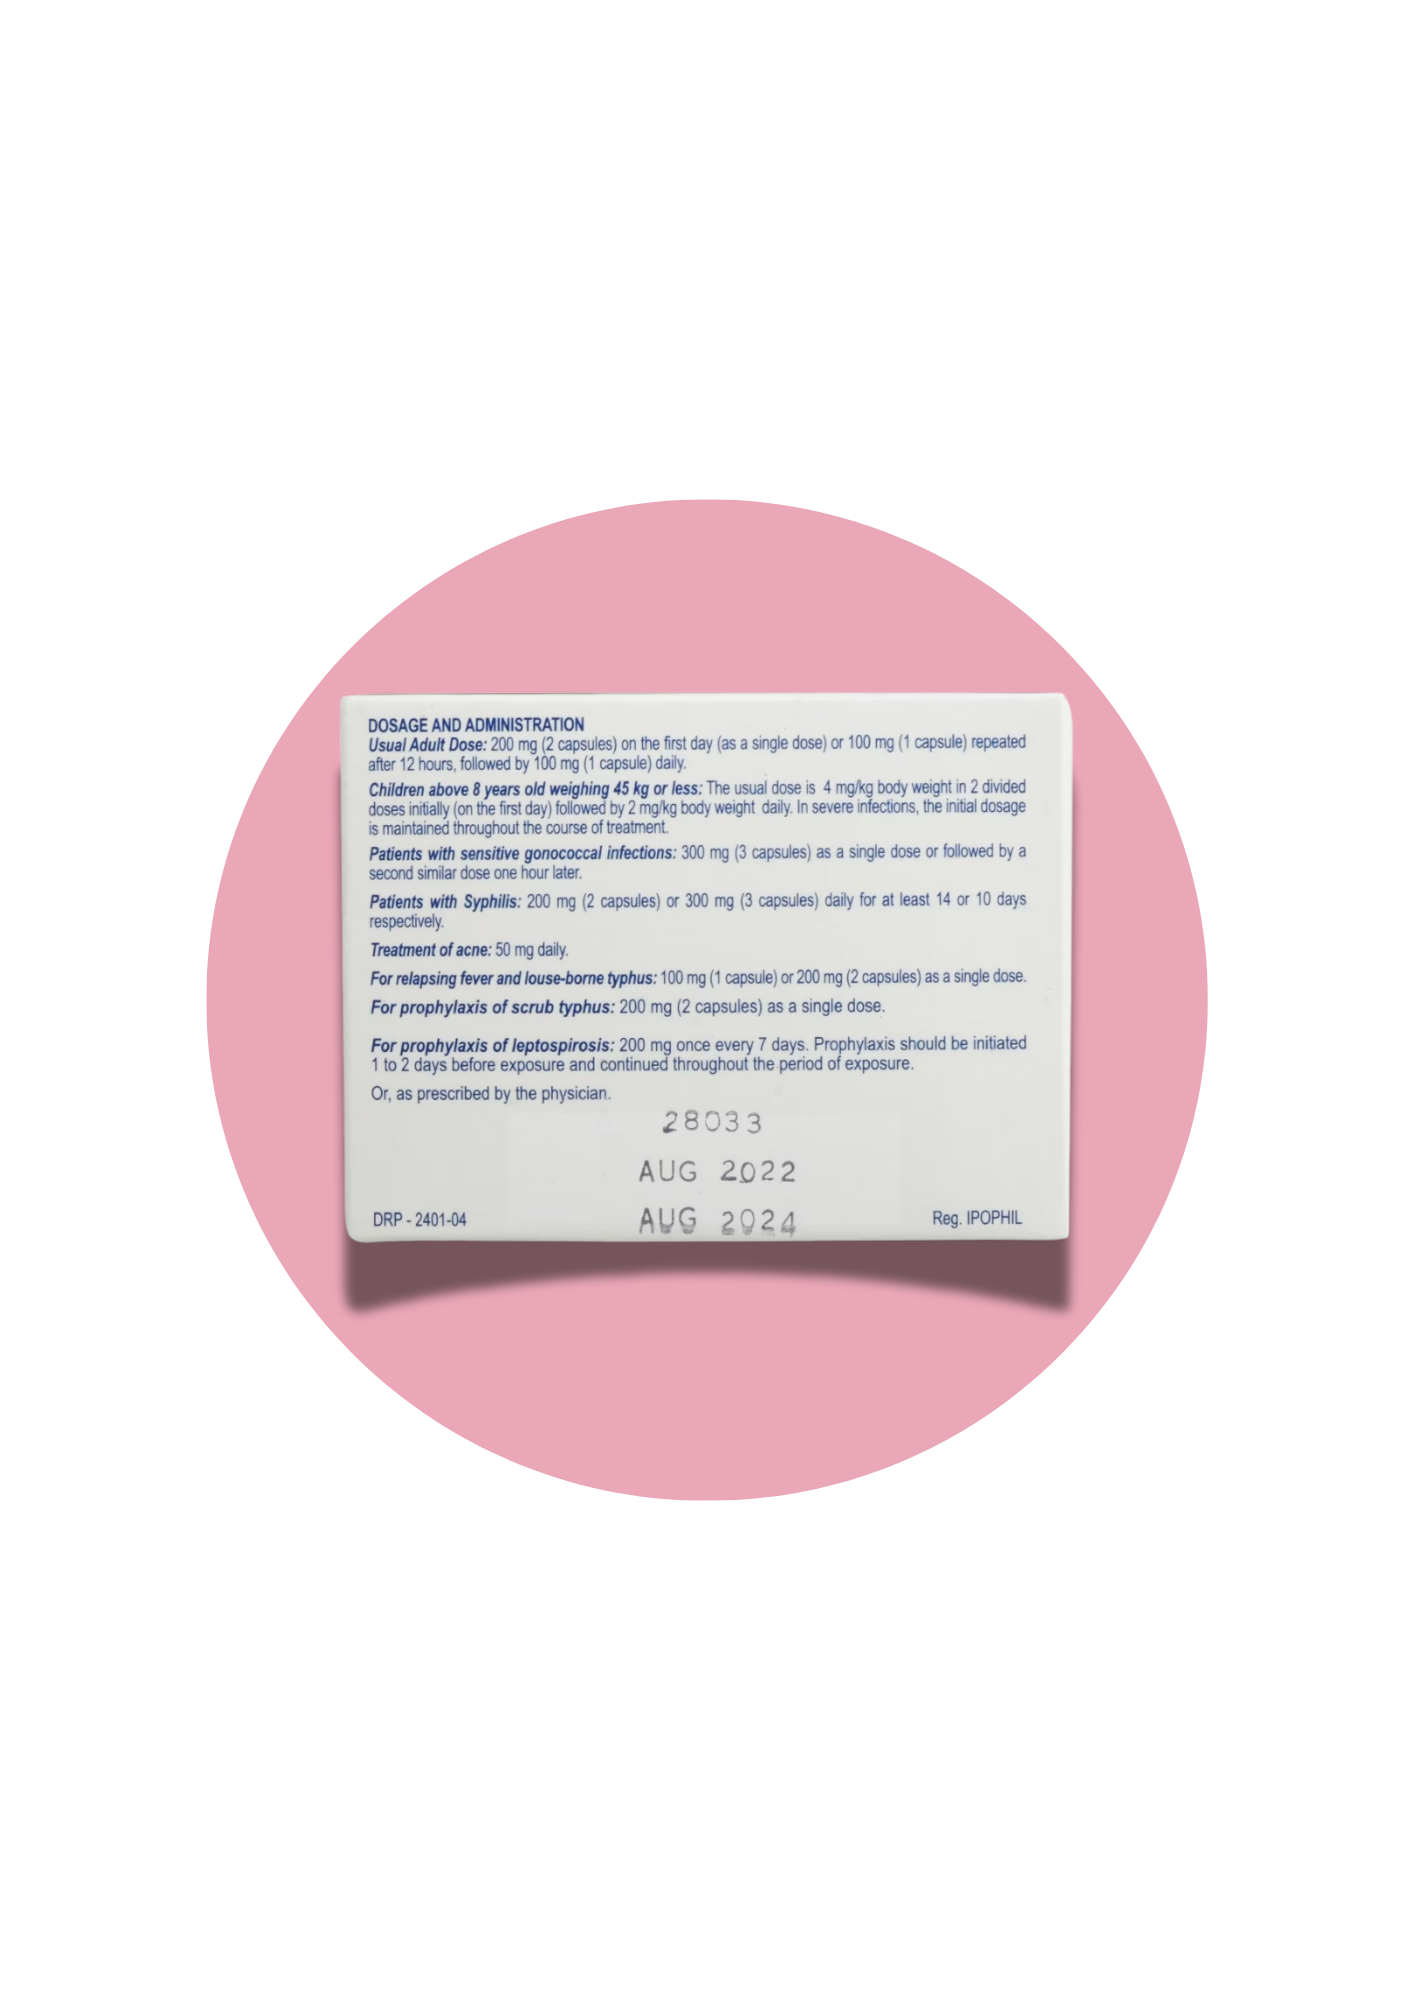 DOSAGE AND ADMINISTRATION
Usual Adult Dose: 200 mg (2 capsules) on the first day (as a single dose) or 100 mg (1 capsule) repeated
after 12 hours, followed by 100 mg (1 capsule) daily.
Children above 8 years old weighing 45 kg or less: The usual dose is 4 mg/kg body weight in 2 divided
doses initially (on the first day) followed by 2 mg/kg body weight daily. In severe infections, the initial dosage
is maintained throughout the course of treatment.
Patients with sensitive gonococcal infections: 300 mg (3 capsules) as a single dose or followed by a
second similar dose one hour later.
Patients with Syphilis: 200 mg (2 capsules) or 300 mg (3 capsules) daily for at least 14 or 10 days
respectively.
Treatment of acne: 50 mg daily.
For relapsing fever and louse-borne typhus: 100 mg (1 capsule) or 200 mg (2 capsules) as a single dose.
For prophylaxis of scrub typhus: 200 mg (2 capsules) as a single dose.
For prophylaxis of leptospirosis: 200 mg once every 7 days. Prophylaxis should be initiated
1 to 2 days before exposure and continued throughout the period of exposure.
Or, as prescribed by the physician.
28033
AUG 2022
AUG 2024
DRP - 2401-04
Reg. IPOPHIL